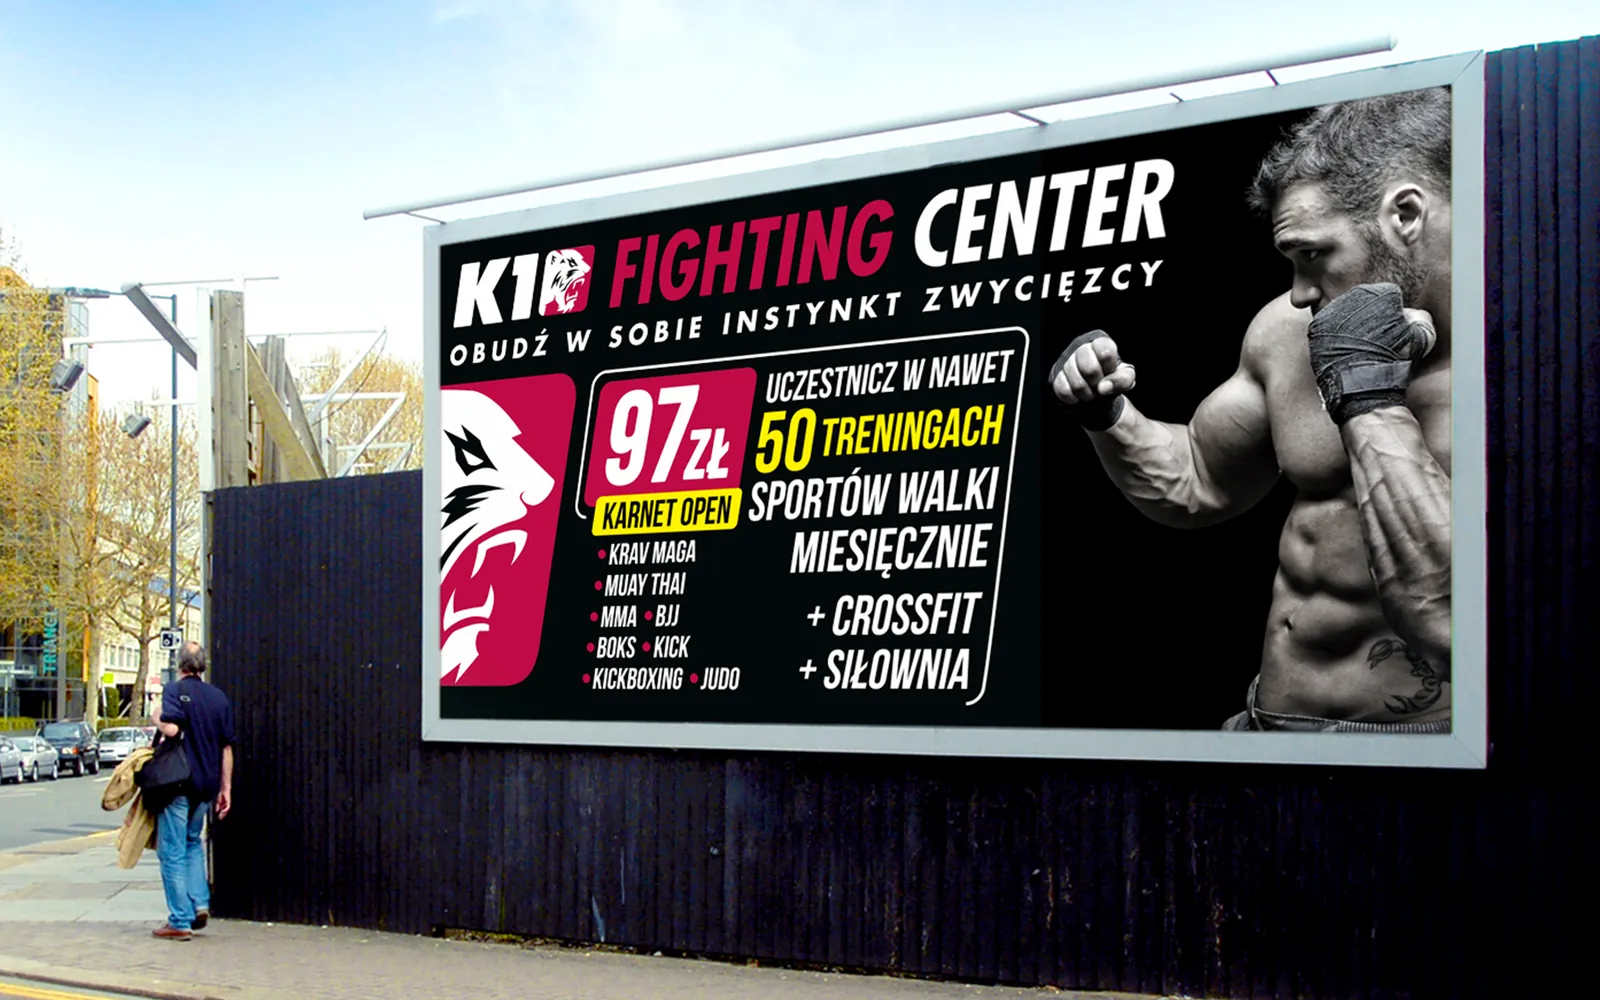 K1 FIGHTING CENTER
OBUDŹ W SOBIE INSTYNKT ZWYCIĘZCY
97ZŁ
KARNET OPEN
• KRAV MAGA
• MUAY THAI
• MMA • BJJ
• BOKS • KICK
• KICKBOXING • JUDO
UCZESTNICZ W NAWET
50 TRENINGACH
SPORTÓW WALKI
MIESIĘCZNIE
+ CROSSFIT
+ SIŁOWNIA
TRIANGLE